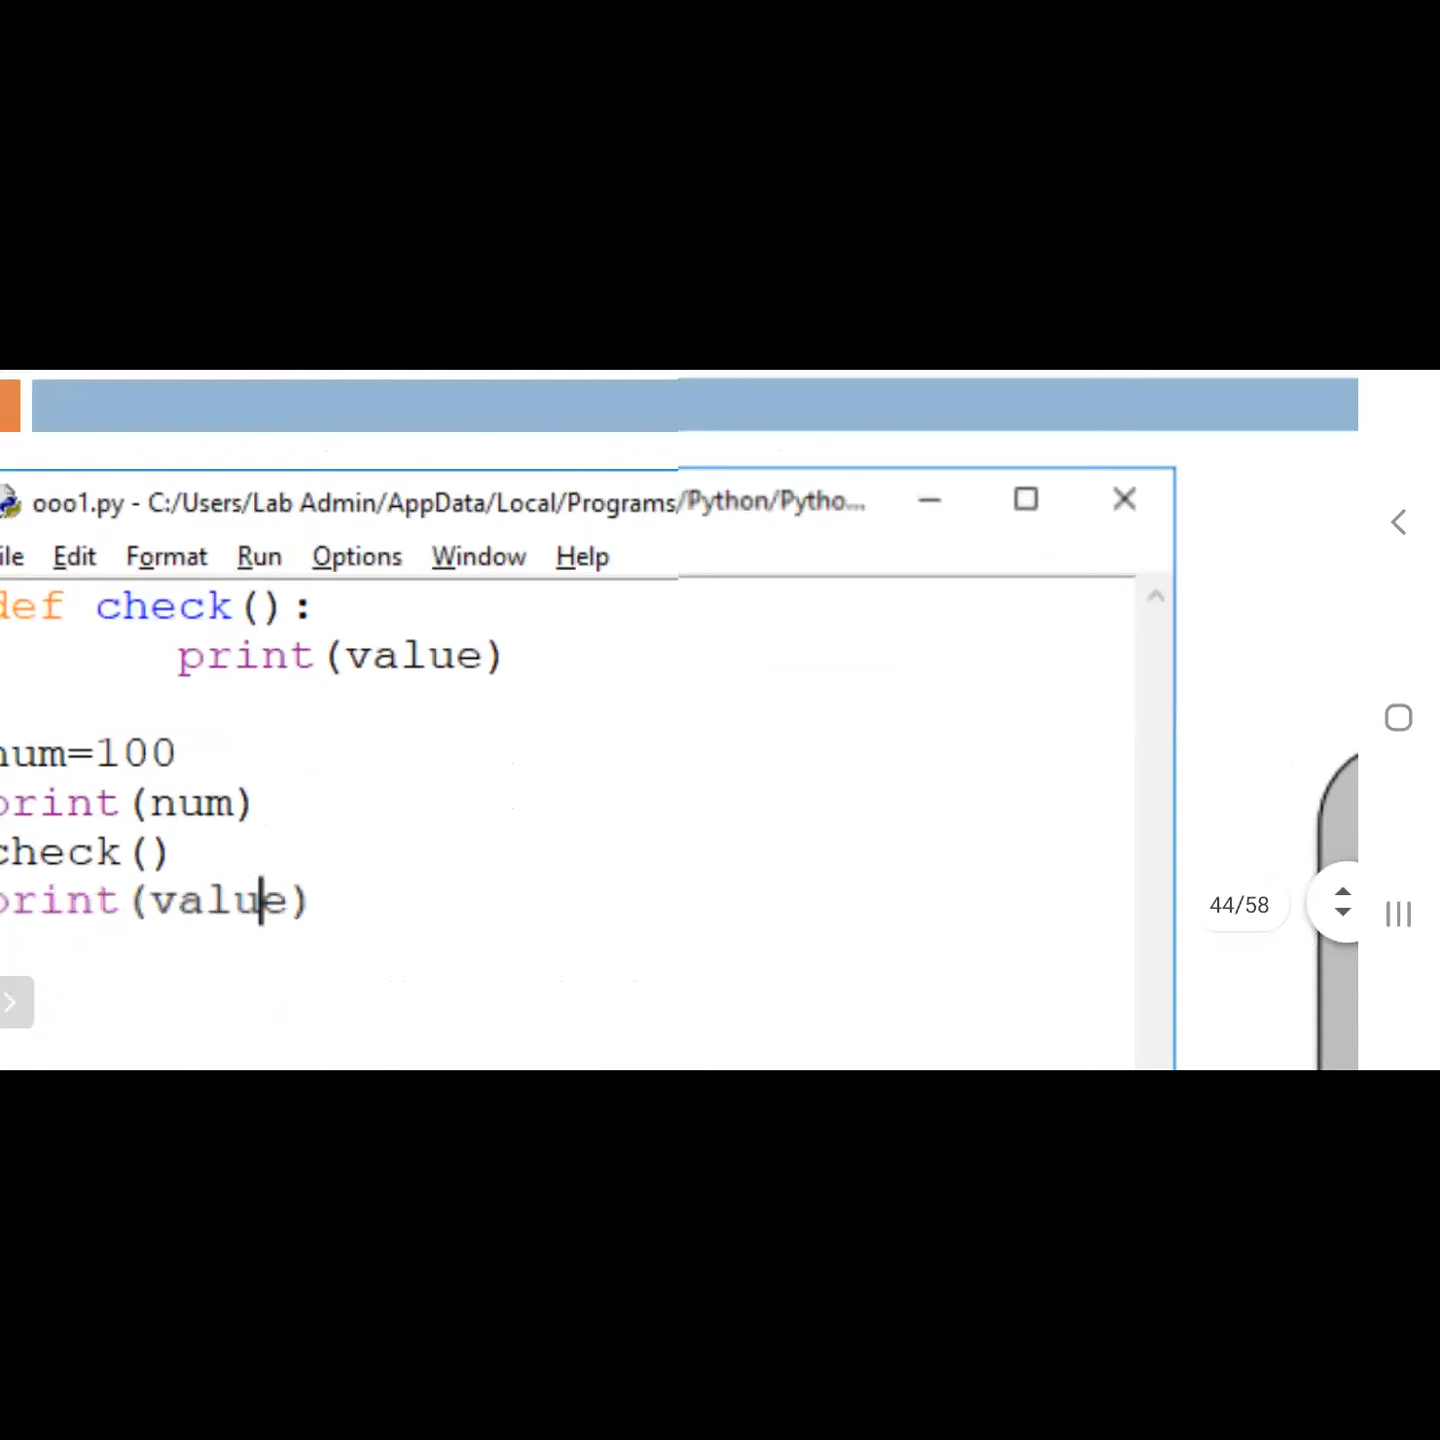 ooo1.py - C:/Users/Lab Admin/AppData/Local/Programs/Python/Pytho...
ile Edit Format Run Options Window Help
def check():
print(value)
num=100
print(num)
check()
print(value)
44/58